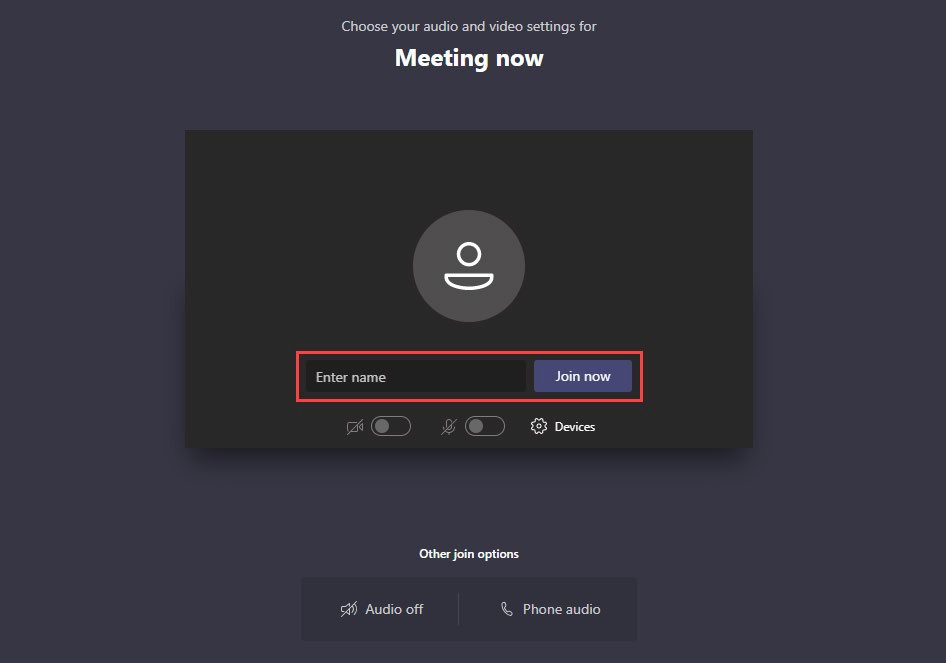 Choose your audio and video settings for
Meeting now
Enter name
Join now
Devices
Other join options
Audio off
Phone audio